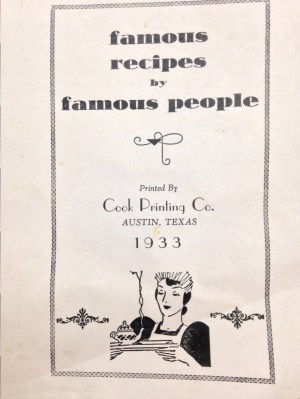 famous
recipes
by
famous people
Printed By
Cook Printing Co.
AUSTIN, TEXAS
1933